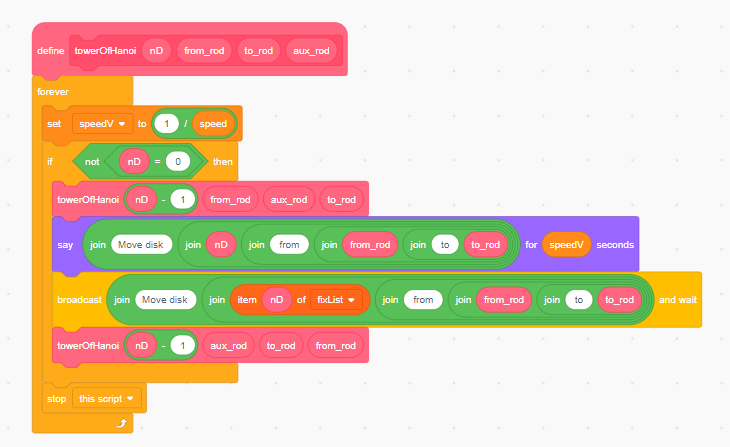 define towerOfHanoi nD from_rod to_rod aux_rod
forever
set speedV to 1 / speed
if not nD = 0 then
towerOfHanoi nD - 1 from_rod aux_rod to_rod
say join Move disk join nD join from join from_rod join to to_rod for speedV seconds
broadcast join Move disk join item nD of fixList join from join from_rod join to to_rod and wait
towerOfHanoi nD - 1 aux_rod to_rod from_rod
stop this script